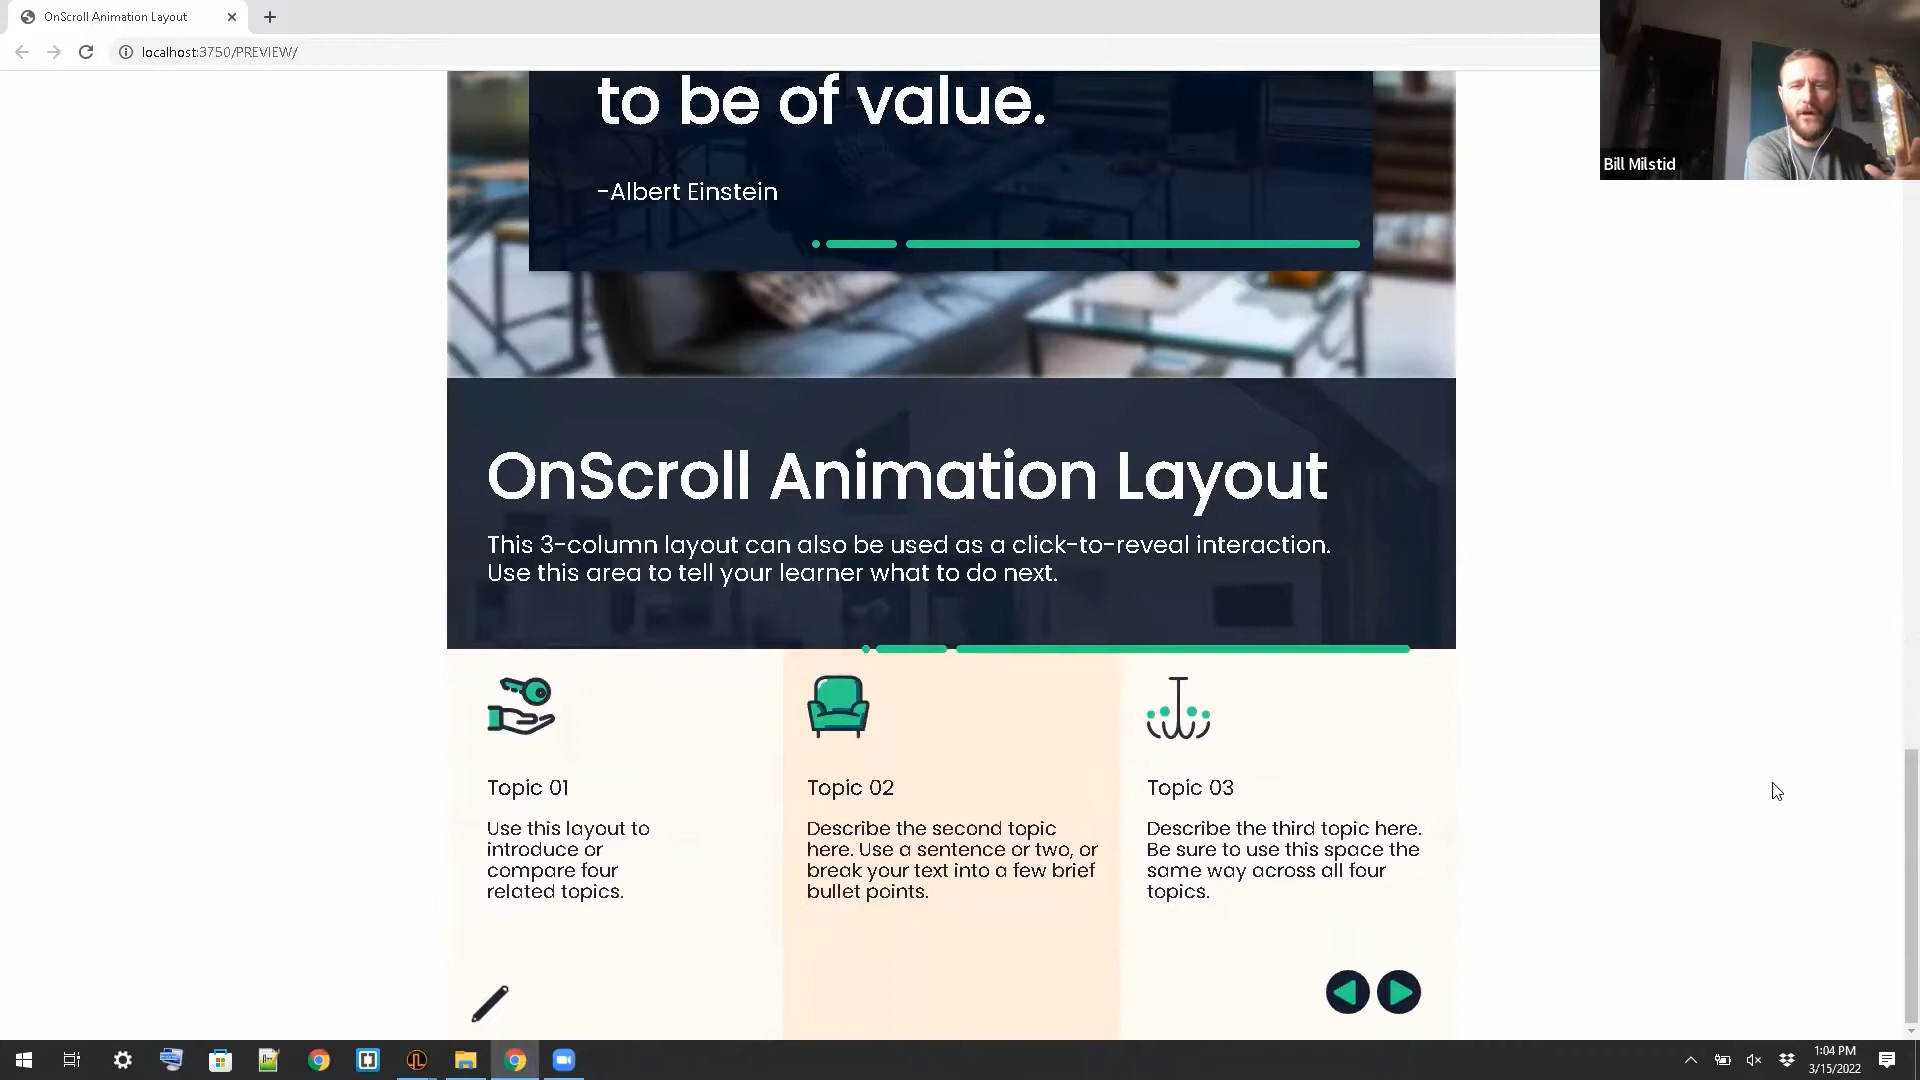 OnScroll Animation Layout
localhost:3750/PREVIEW/
Bill Milstid
to be of value.
-Albert Einstein
OnScroll Animation Layout
This 3-column layout can also be used as a click-to-reveal interaction.
Use this area to tell your learner what to do next.
Topic 01
Use this layout to
introduce or
compare four
related topics.
Topic 02
Describe the second topic
here. Use a sentence or two, or
break your text into a few brief
bullet points.
Topic 03
Describe the third topic here.
Be sure to use this space the
same way across all four
topics.
1:04 PM
3/15/2022